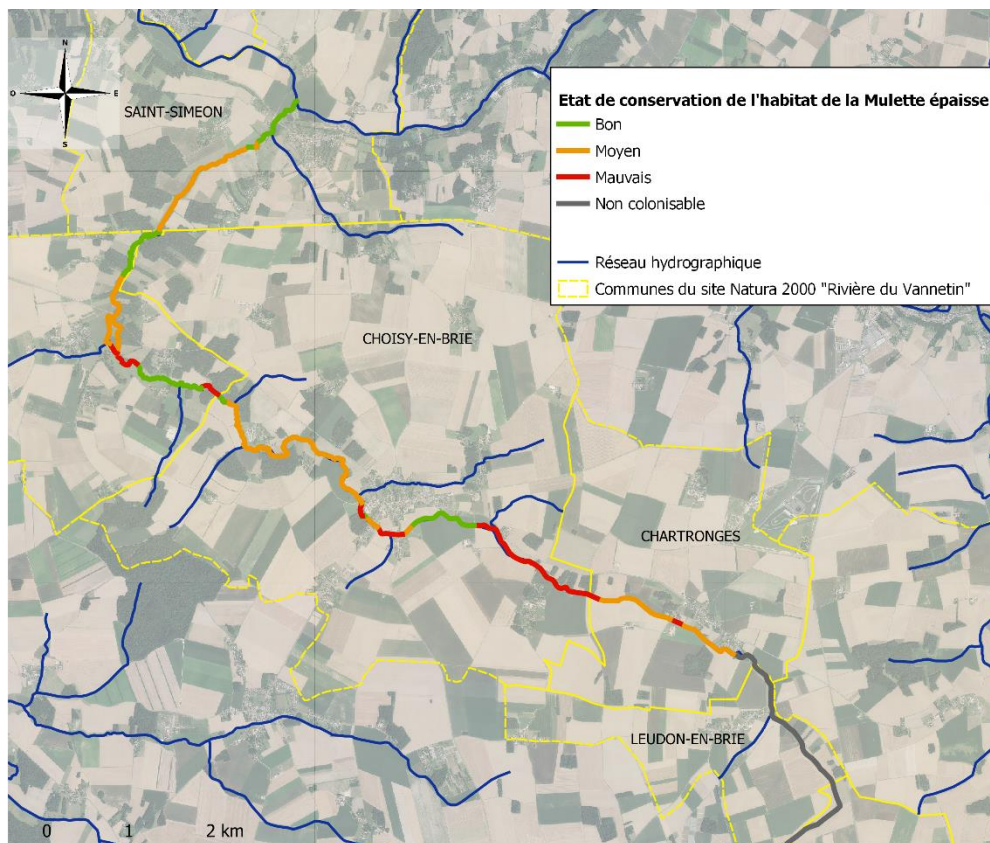 N
O
E
S
SAINT-SIMEON
Etat de conservation de l'habitat de la Mulette épaisse
Bon
Moyen
Mauvais
Non colonisable
Réseau hydrographique
Communes du site Natura 2000 "Rivière du Vannetin"
CHOISY-EN-BRIE
CHARTRONGES
LEUDON-EN-BRIE
0 1 2 km